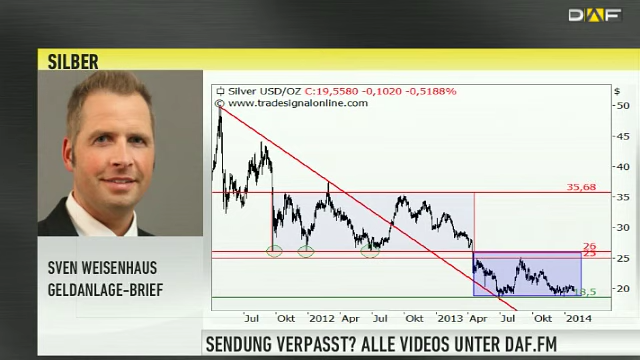 DAF
SILBER
Silver USD/OZ C:19,5580 -0,1020 -0,5188% $
© www.tradesignalonline.com
50
45
40
35,68
35
30
26
25
25
20
18,5
Jul Okt 2012 Apr Jul Okt 2013 Apr Jul Okt 2014
SVEN WEISENHAUS
GELDANLAGE-BRIEF
SENDUNG VERPASST? ALLE VIDEOS UNTER DAF.FM